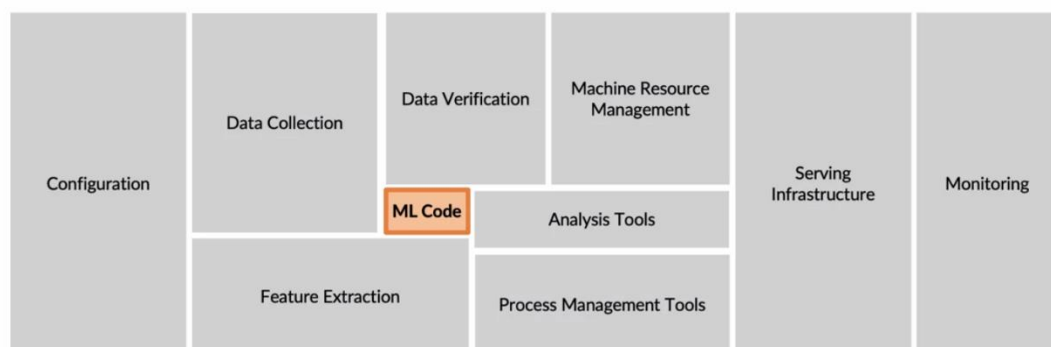 Configuration
Data Collection
Data Verification
Machine Resource
Management
ML Code
Analysis Tools
Feature Extraction
Process Management Tools
Serving
Infrastructure
Monitoring